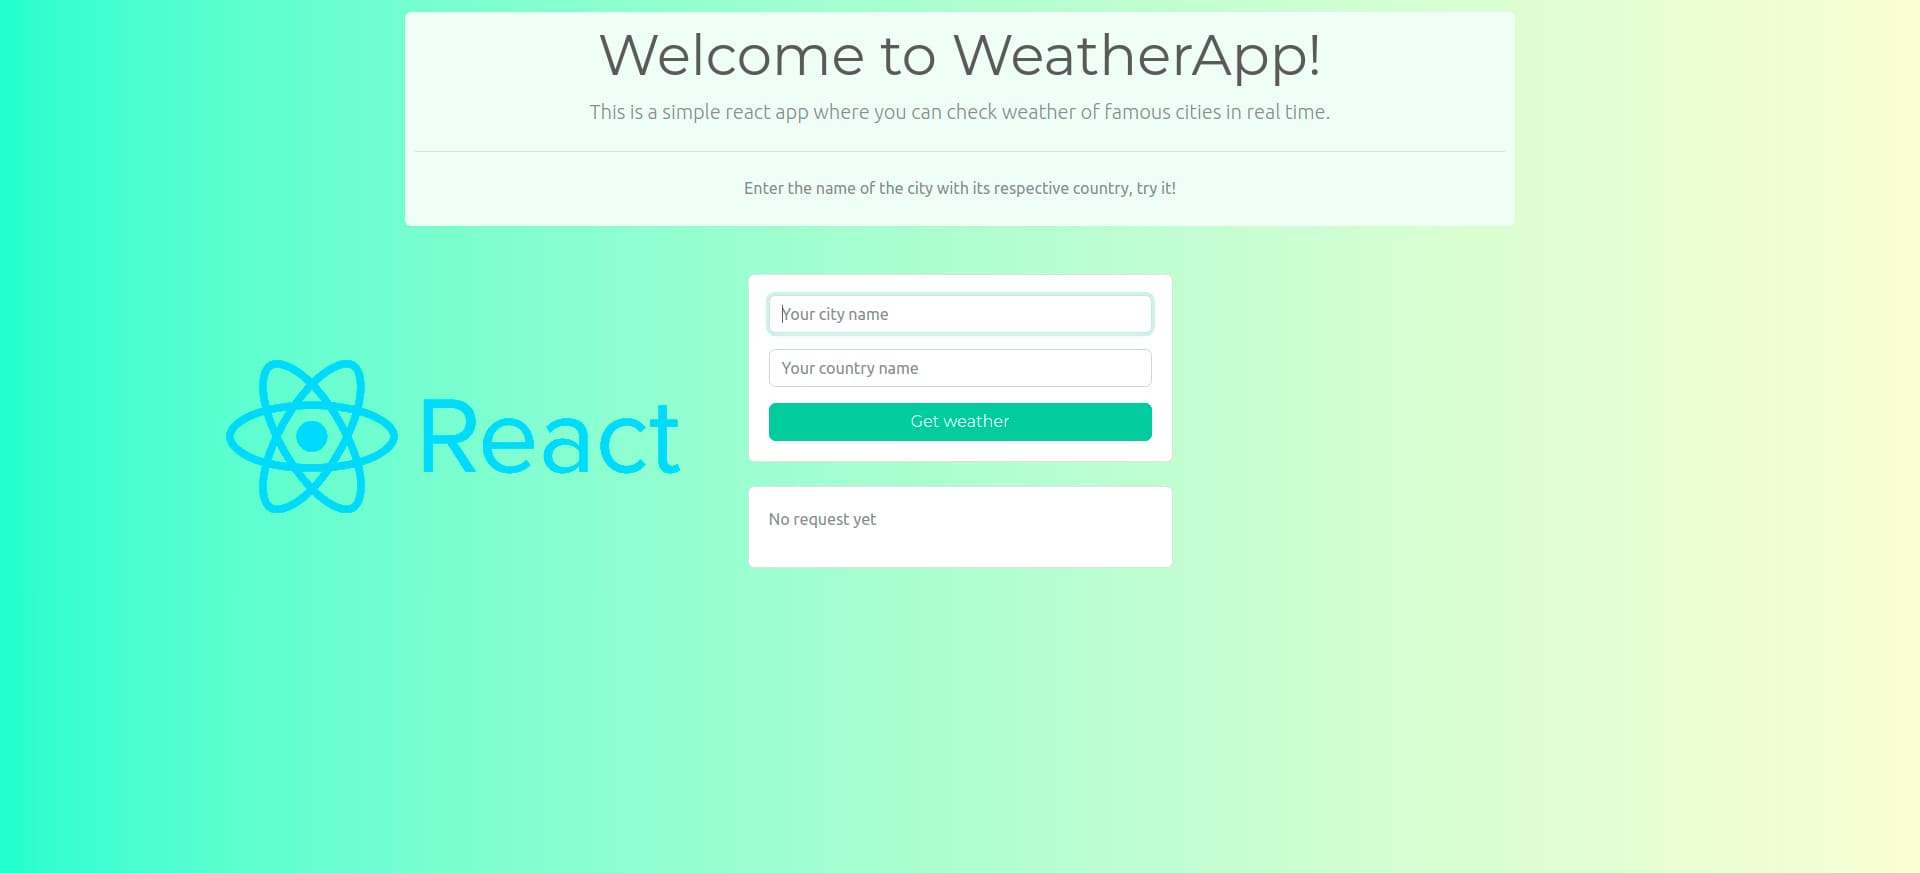 Welcome to WeatherApp!
This is a simple react app where you can check weather of famous cities in real time.
Enter the name of the city with its respective country, try it!
Your city name
Your country name
Get weather
React
No request yet